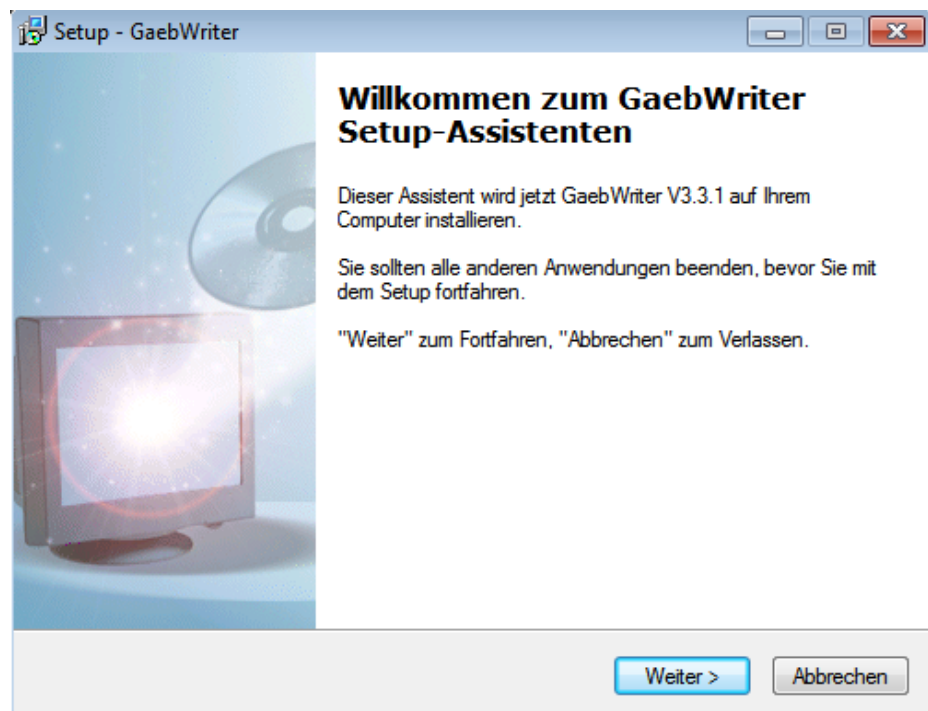 Setup - GaebWriter
Willkommen zum GaebWriter
Setup-Assistenten
Dieser Assistent wird jetzt GaebWriter V3.3.1 auf Ihrem
Computer installieren.
Sie sollten alle anderen Anwendungen beenden, bevor Sie mit
dem Setup fortfahren.
"Weiter" zum Fortfahren, "Abbrechen" zum Verlassen.
Weiter >
Abbrechen